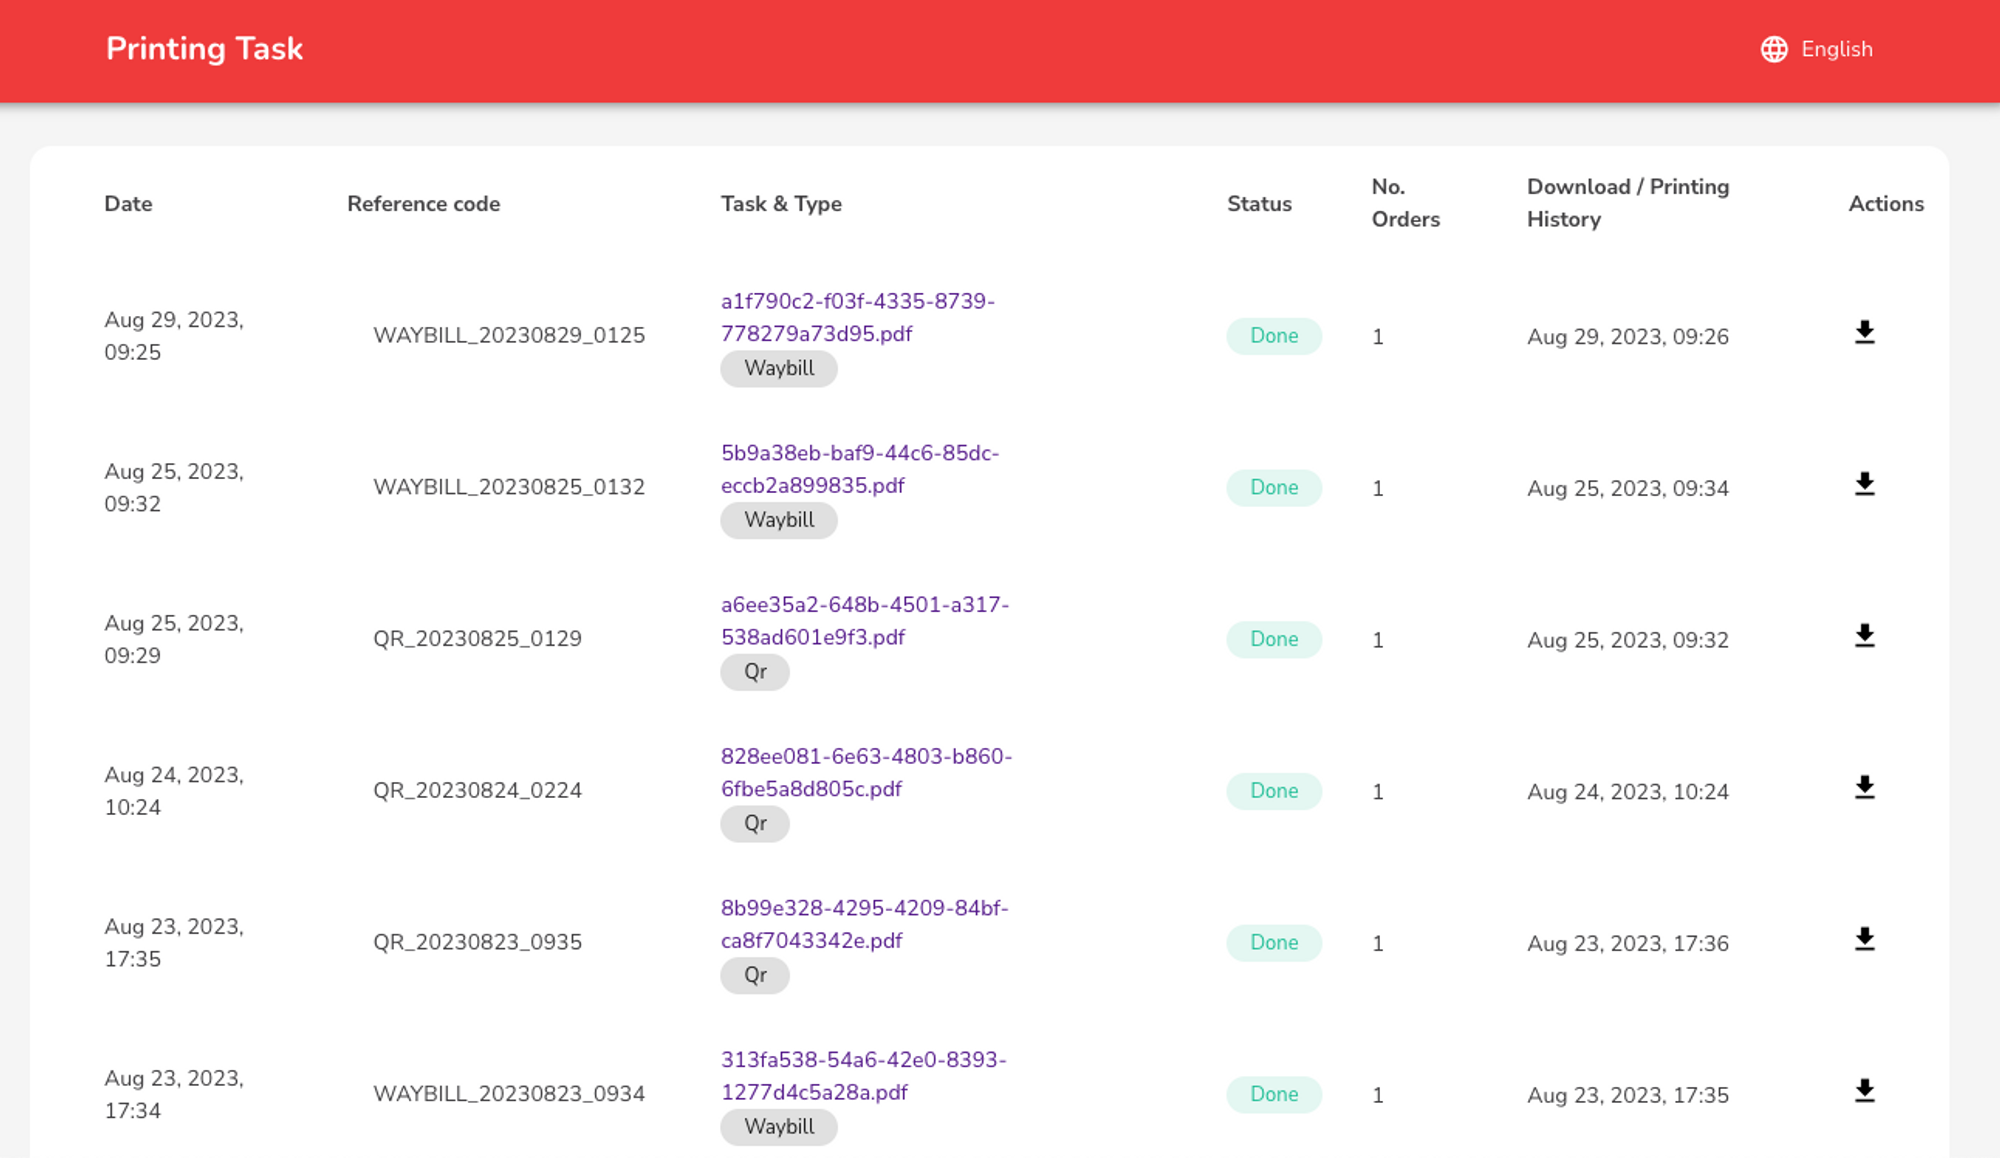 Printing Task
English
Date
Reference code
Task & Type
Status
No.
Orders
Download / Printing
History
Actions
Aug 29, 2023,
09:25
WAYBILL_20230829_0125
a1f790c2-f03f-4335-8739-
778279a73d95.pdf
Waybill
Done
1
Aug 29, 2023, 09:26
Aug 25, 2023,
09:32
WAYBILL_20230825_0132
5b9a38eb-baf9-44c6-85dc-
eccb2a899835.pdf
Waybill
Done
1
Aug 25, 2023, 09:34
Aug 25, 2023,
09:29
QR_20230825_0129
a6ee35a2-648b-4501-a317-
538ad601e9f3.pdf
Qr
Done
1
Aug 25, 2023, 09:32
Aug 24, 2023,
10:24
QR_20230824_0224
828ee081-6e63-4803-b860-
6fbe5a8d805c.pdf
Qr
Done
1
Aug 24, 2023, 10:24
Aug 23, 2023,
17:35
QR_20230823_0935
8b99e328-4295-4209-84bf-
ca8f7043342e.pdf
Qr
Done
1
Aug 23, 2023, 17:36
Aug 23, 2023,
17:34
WAYBILL_20230823_0934
313fa538-54a6-42e0-8393-
1277d4c5a28a.pdf
Waybill
Done
1
Aug 23, 2023, 17:35